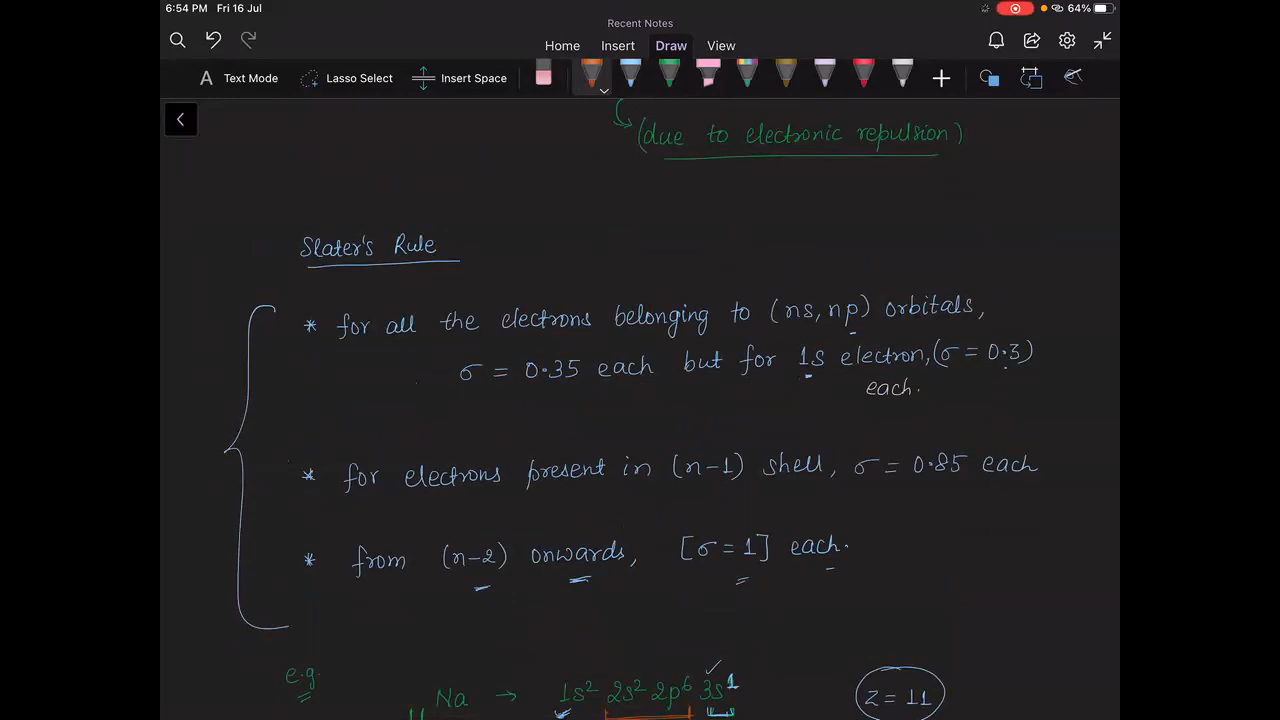 6:54 PM Fri 16 Jul
64%
Recent Notes
Home Insert Draw View
Text Mode Lasso Select Insert Space
(due to electronic repulsion)
Slater's Rule
* for all the electrons belonging to (ns, np) orbitals,
σ = 0.35 each but for 1s electron, (σ = 0.3)
each.
* for electrons present in (n-1) shell, σ = 0.85 each
* from (n-2) onwards, [σ = 1] each.
e.g.
Na → 1s² 2s² 2p⁶ 3s¹ Z = 11